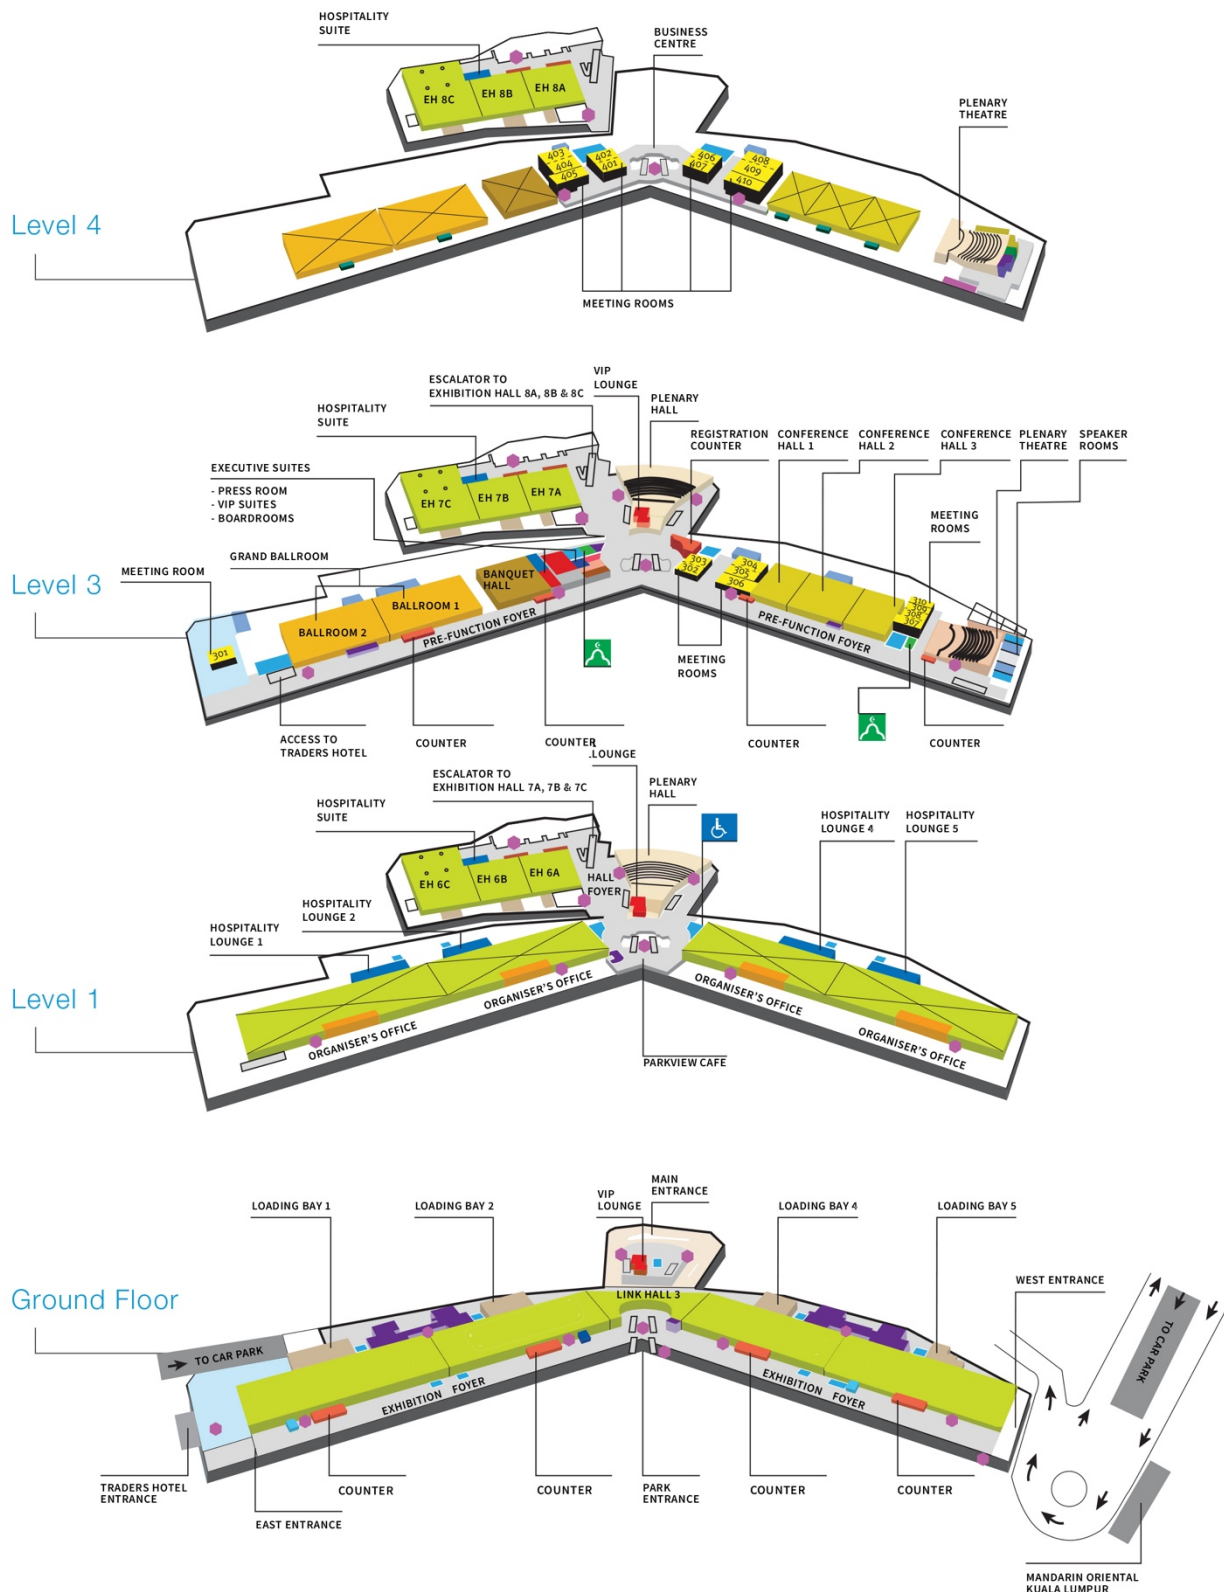 HOSPITALITY
SUITE
BUSINESS
CENTRE
EH 8C
EH 8B
EH 8A
PLENARY
THEATRE
403
404
405
402
401
406
407
408
409
410
Level 4
MEETING ROOMS
ESCALATOR TO
EXHIBITION HALL 8A, 8B & 8C
VIP
LOUNGE
PLENARY
HALL
HOSPITALITY
SUITE
REGISTRATION
COUNTER
CONFERENCE
HALL 1
CONFERENCE
HALL 2
CONFERENCE
HALL 3
PLENARY
THEATRE
SPEAKER
ROOMS
EXECUTIVE SUITES
- PRESS ROOM
- VIP SUITES
- BOARDROOMS
EH 7C
EH 7B
EH 7A
MEETING
ROOMS
GRAND BALLROOM
Level 3
MEETING ROOM
BANQUET
HALL
BALLROOM 1
BALLROOM 2
301
303
302
304
305
306
310
309
308
307
PRE-FUNCTION FOYER
PRE-FUNCTION FOYER
MEETING
ROOMS
ACCESS TO
TRADERS HOTEL
COUNTER
COUNTER
COUNTER
COUNTER
LOUNGE
ESCALATOR TO
EXHIBITION HALL 7A, 7B & 7C
PLENARY
HALL
HOSPITALITY
SUITE
HOSPITALITY
LOUNGE 4
HOSPITALITY
LOUNGE 5
EH 6C
EH 6B
EH 6A
HALL
FOYER
HOSPITALITY
LOUNGE 2
HOSPITALITY
LOUNGE 1
Level 1
ORGANISER'S OFFICE
ORGANISER'S OFFICE
ORGANISER'S OFFICE
ORGANISER'S OFFICE
PARKVIEW CAFE
MAIN
ENTRANCE
VIP
LOUNGE
LOADING BAY 1
LOADING BAY 2
LOADING BAY 4
LOADING BAY 5
WEST ENTRANCE
Ground Floor
LINK HALL 3
TO CAR PARK
TO CAR PARK
EXHIBITION FOYER
EXHIBITION FOYER
TRADERS HOTEL
ENTRANCE
COUNTER
COUNTER
PARK
ENTRANCE
COUNTER
COUNTER
EAST ENTRANCE
MANDARIN ORIENTAL
KUALA LUMPUR